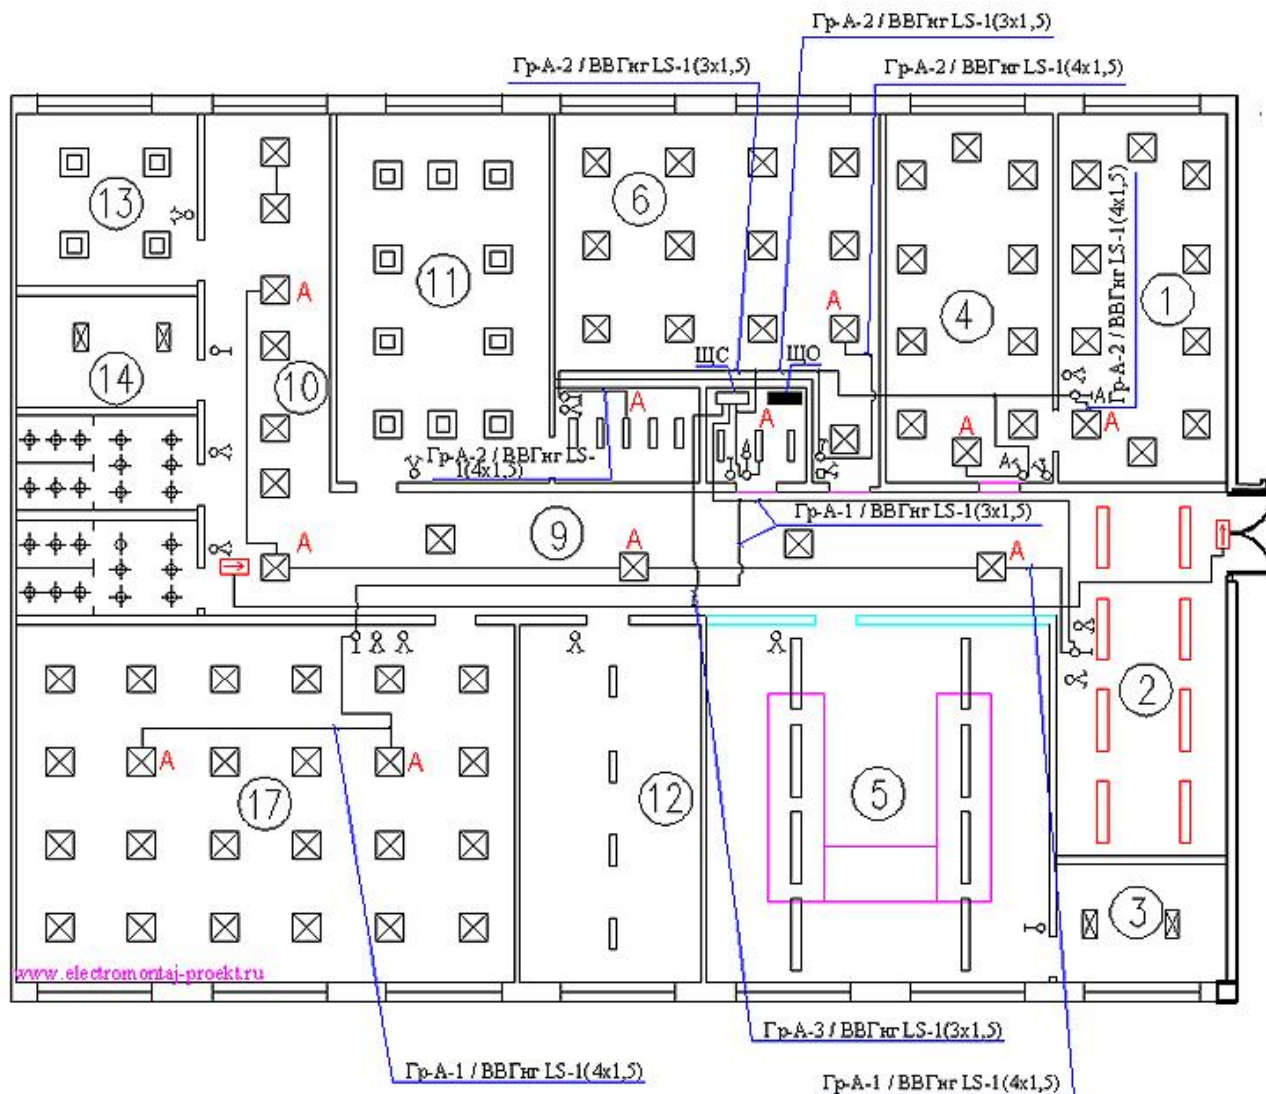 Гр-А-2 / ВВГнг LS-1(3х1,5)
Гр-А-2 / ВВГнг LS-1(3х1,5)
Гр-А-2 / ВВГнг LS-1(4х1,5)
13
6
11
4
1
Гр-А-2 / ВВГнг LS-1(4х1,5)
А
А
ЩС
ЩО
14
10
А
А
А
А
А
Гр-А-2 / ВВГнг LS-
1(4х1,5)
А
Гр-А-1 / ВВГнг LS-1(3х1,5)
9
А
А
А
2
А
А
17
12
5
3
www.electromontaj-proekt.ru
Гр-А-3 / ВВГнг LS-1(3х1,5)
Гр-А-1 / ВВГнг LS-1(4х1,5)
Гр-А-1 / ВВГнг LS-1(4х1,5)